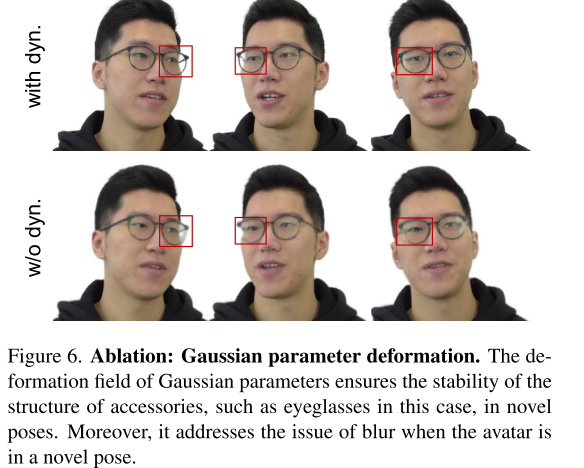 with dyn.
w/o dyn.
Figure 6. Ablation: Gaussian parameter deformation. The de-
formation field of Gaussian parameters ensures the stability of the
structure of accessories, such as eyeglasses in this case, in novel
poses. Moreover, it addresses the issue of blur when the avatar is
in a novel pose.